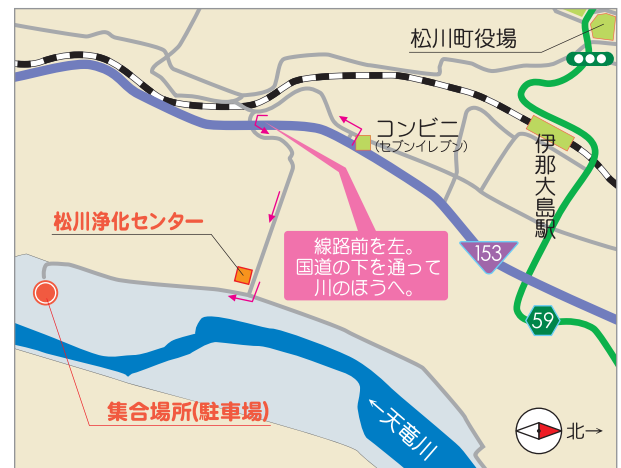 松川町役場
コンビニ
(セブンイレブン)
伊那大島駅
松川浄化センター
線路前を左。
国道の下を通って
川のほうへ。
153
59
集合場所(駐車場)
←天竜川
北→